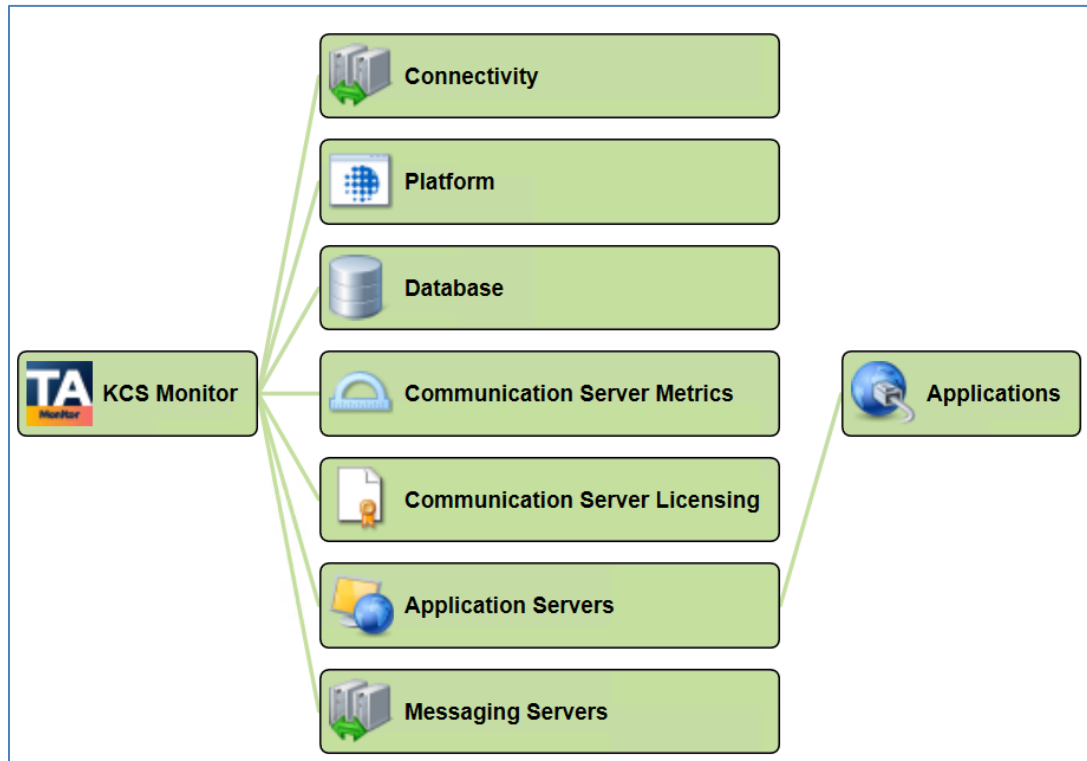 Connectivity
Platform
Database
TA
Monitor
KCS Monitor
Communication Server Metrics
Applications
Communication Server Licensing
Application Servers
Messaging Servers